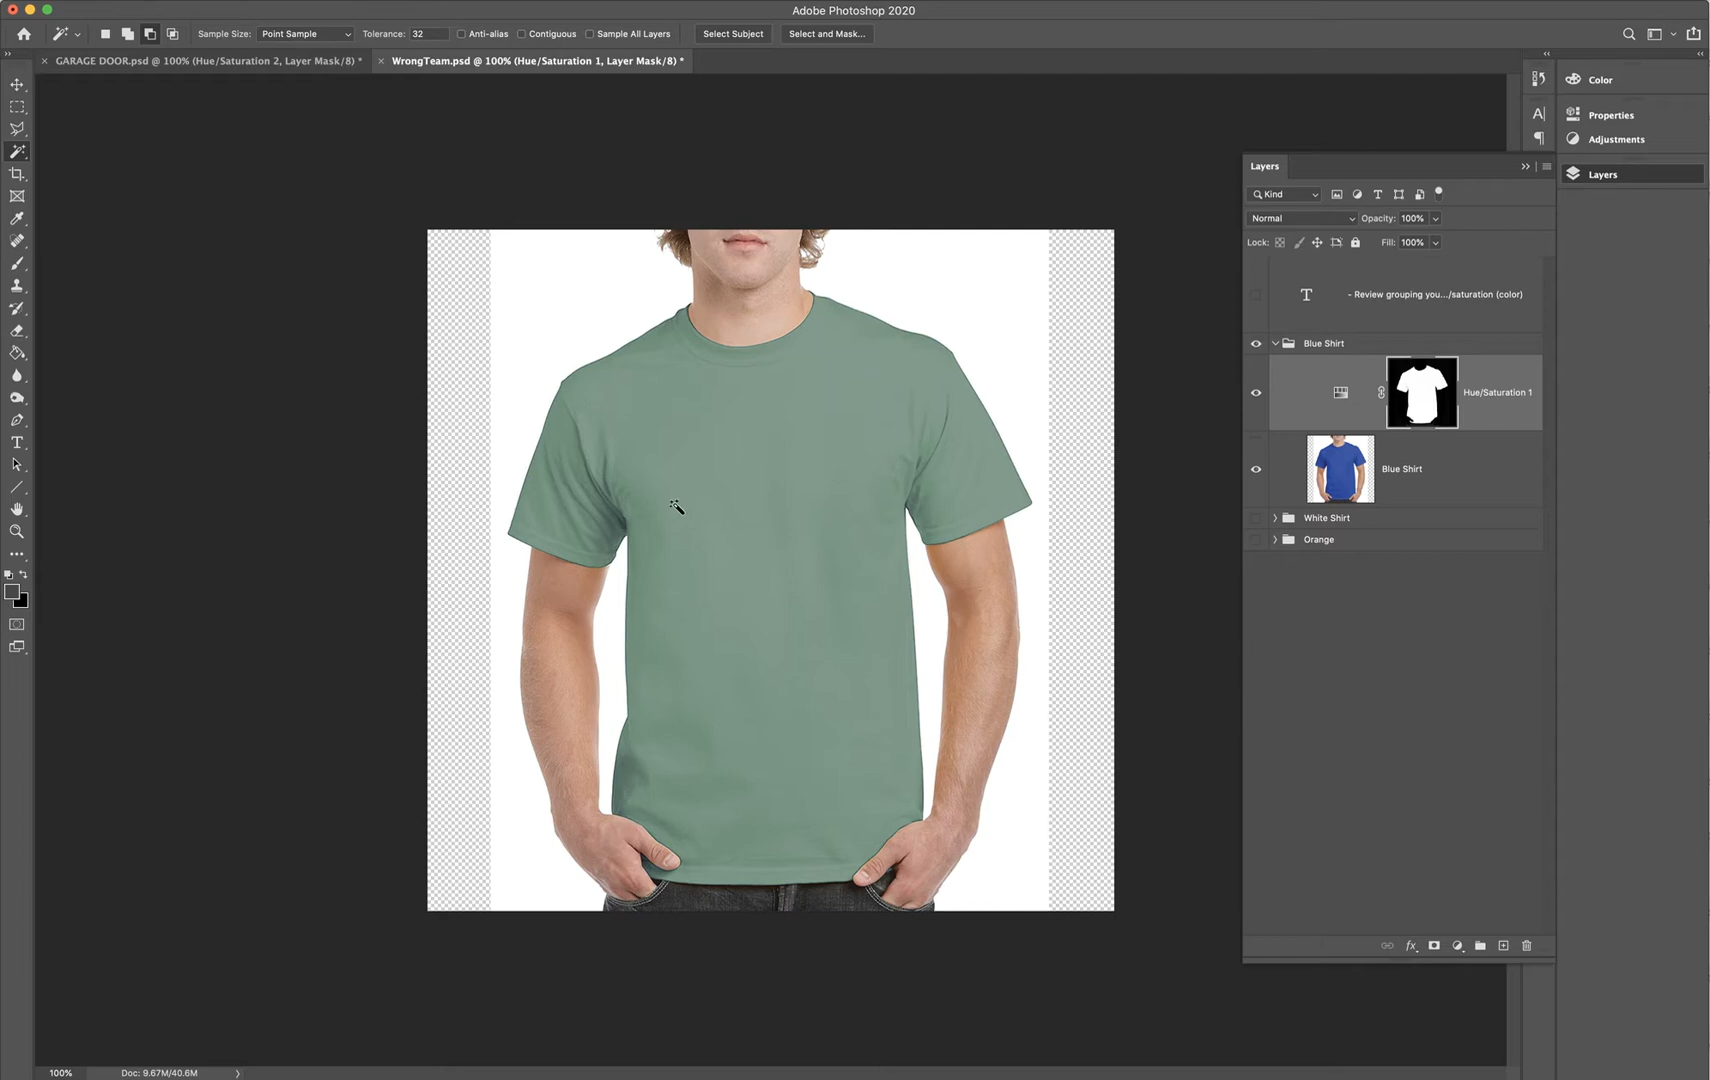 Adobe Photoshop 2020
Sample Size: Point Sample Tolerance: 32 Anti-alias Contiguous Sample All Layers Select Subject Select and Mask...
GARAGE DOOR.psd @ 100% (Hue/Saturation 2, Layer Mask/8) * WrongTeam.psd @ 100% (Hue/Saturation 1, Layer Mask/8) *
Color
Properties
Adjustments
Layers
Layers
Kind
Normal Opacity: 100%
Lock: Fill: 100%
- Review grouping you.../saturation (color)
Blue Shirt
Hue/Saturation 1
Blue Shirt
White Shirt
Orange
fx
100% Doc: 9.67M/40.6M